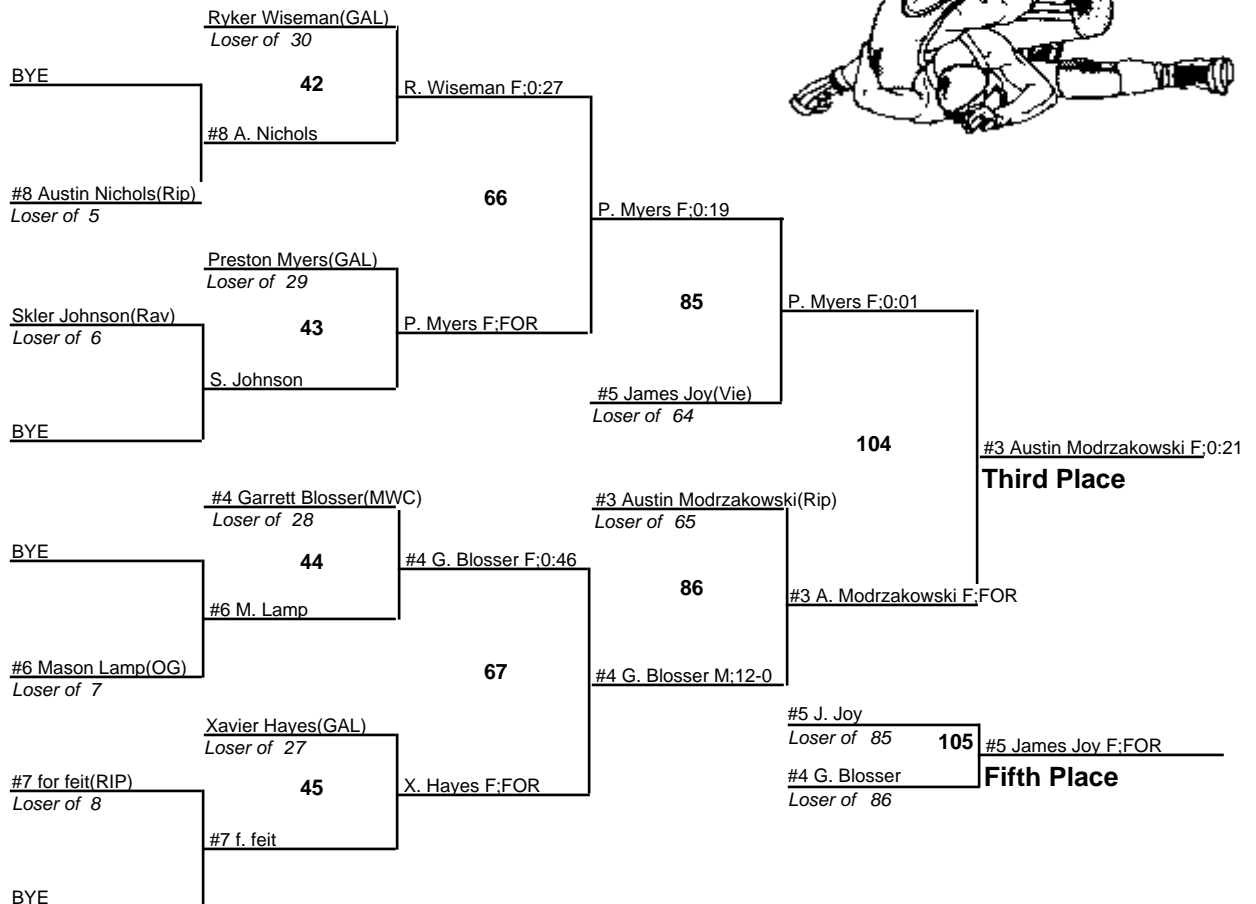 Ryker Wiseman(GAL)
Loser of 30
BYE
42
R. Wiseman F;0:27
#8 A. Nichols
#8 Austin Nichols(Rip)
Loser of 5
66
P. Myers F;0:19
Preston Myers(GAL)
Loser of 29
Skler Johnson(Rav)
Loser of 6
43
P. Myers F;FOR
85
P. Myers F;0:01
S. Johnson
#5 James Joy(Vie)
Loser of 64
BYE
104
#3 Austin Modrzakowski F;0:21
Third Place
#4 Garrett Blosser(MWC)
Loser of 28
#3 Austin Modrzakowski(Rip)
Loser of 65
BYE
44
#4 G. Blosser F;0:46
86
#3 A. Modrzakowski F;FOR
#6 M. Lamp
#6 Mason Lamp(OG)
Loser of 7
67
#4 G. Blosser M;12-0
Xavier Hayes(GAL)
Loser of 27
#5 J. Joy
Loser of 85
105
#5 James Joy F;FOR
Fifth Place
#4 G. Blosser
Loser of 86
#7 for feit(RIP)
Loser of 8
45
X. Hayes F;FOR
#7 f. feit
BYE